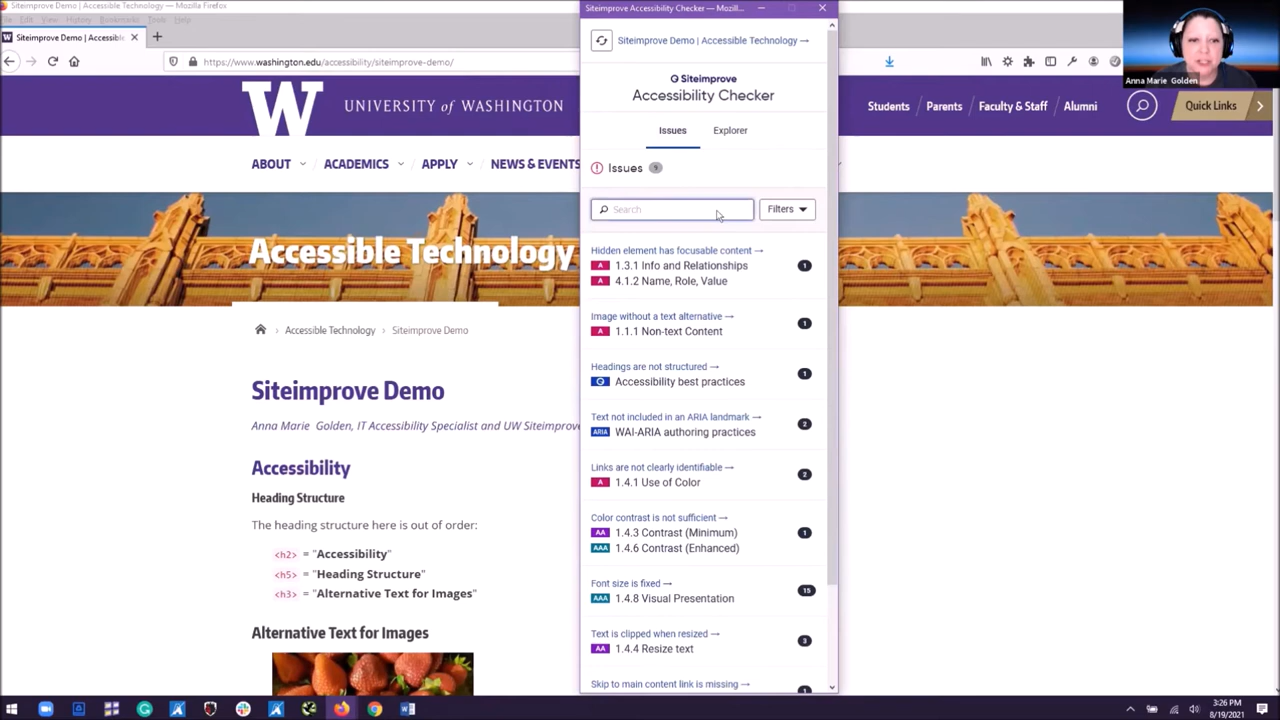 Siteimprove Demo | Accessible Technology - Mozilla Firefox
File Edit View History Bookmarks Tools Help
Siteimprove Demo | Accessible
https://www.washington.edu/accessibility/siteimprove-demo/
Siteimprove Accessibility Checker — Mozill...
Siteimprove Demo | Accessible Technology →
Siteimprove
Accessibility Checker
Issues Explorer
Issues 9
Search
Filters
Hidden element has focusable content →
A 1.3.1 Info and Relationships 1
A 4.1.2 Name, Role, Value
Image without a text alternative →
A 1.1.1 Non-text Content 1
Headings are not structured →
Accessibility best practices 1
Text not included in an ARIA landmark →
ARIA WAI-ARIA authoring practices 2
Links are not clearly identifiable →
A 1.4.1 Use of Color 2
Color contrast is not sufficient →
AA 1.4.3 Contrast (Minimum) 1
AAA 1.4.6 Contrast (Enhanced)
Font size is fixed →
AAA 1.4.8 Visual Presentation 15
Text is clipped when resized →
AA 1.4.4 Resize text 3
Skip to main content link is missing → 1
Anna Marie Golden
W UNIVERSITY of WASHINGTON
Students Parents Faculty & Staff Alumni Quick Links
ABOUT ACADEMICS APPLY NEWS & EVENTS
Accessible Technology
Accessible Technology Siteimprove Demo
Siteimprove Demo
Anna Marie Golden, IT Accessibility Specialist and UW Siteimprove
Accessibility
Heading Structure
The heading structure here is out of order:
<h2> = "Accessibility"
<h5> = "Heading Structure"
<h3> = "Alternative Text for Images"
Alternative Text for Images
3:26 PM
8/19/2021